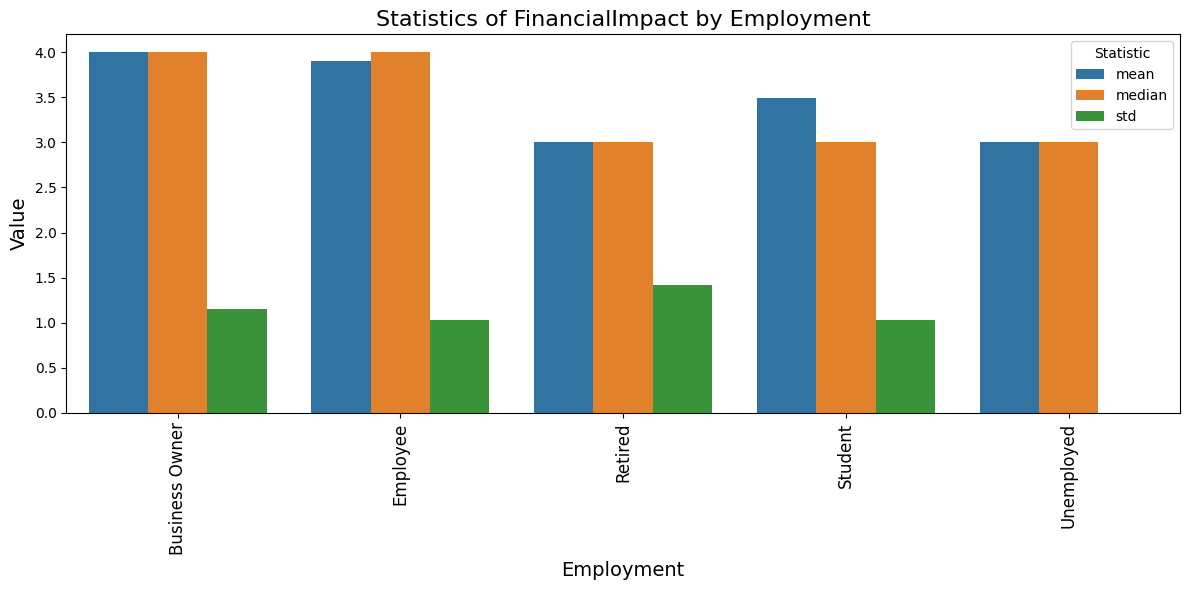 Statistics of FinancialImpact by Employment
Statistic
mean
median
std
Value
4.0
3.5
3.0
2.5
2.0
1.5
1.0
0.5
0.0
Business Owner
Employee
Retired
Student
Unemployed
Employment